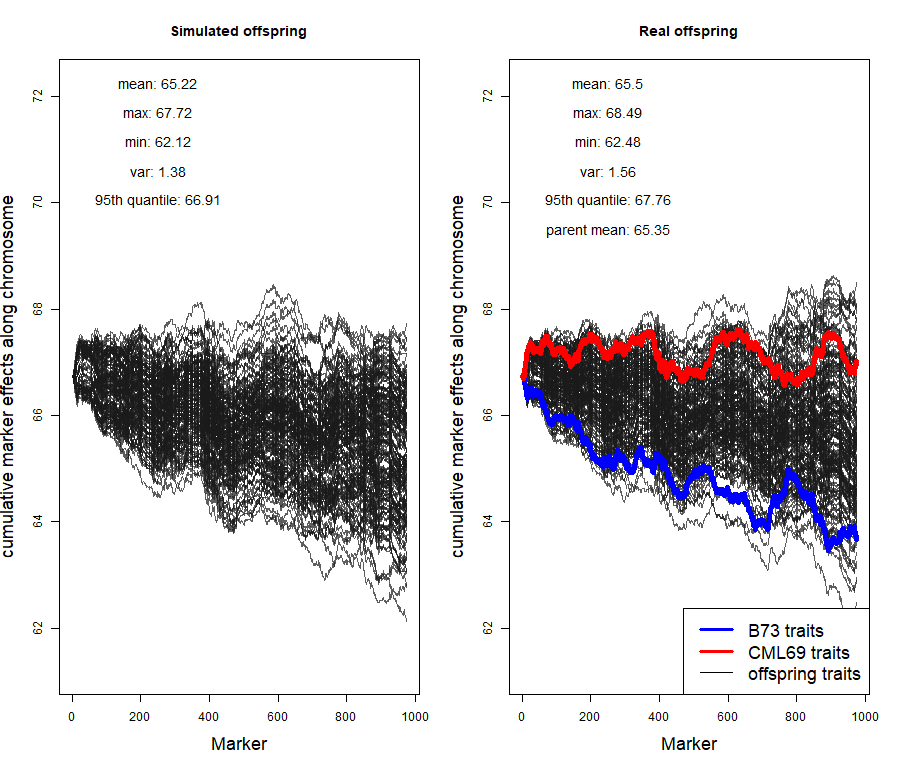 Simulated offspring
mean: 65.22
max: 67.72
min: 62.12
var: 1.38
95th quantile: 66.91
cumulative marker effects along chromosome
72
70
68
66
64
62
0 200 400 600 800 1000
Marker
Real offspring
mean: 65.5
max: 68.49
min: 62.48
var: 1.56
95th quantile: 67.76
parent mean: 65.35
cumulative marker effects along chromosome
72
70
68
66
64
62
B73 traits
CML69 traits
offspring traits
0 200 400 600 800 1000
Marker